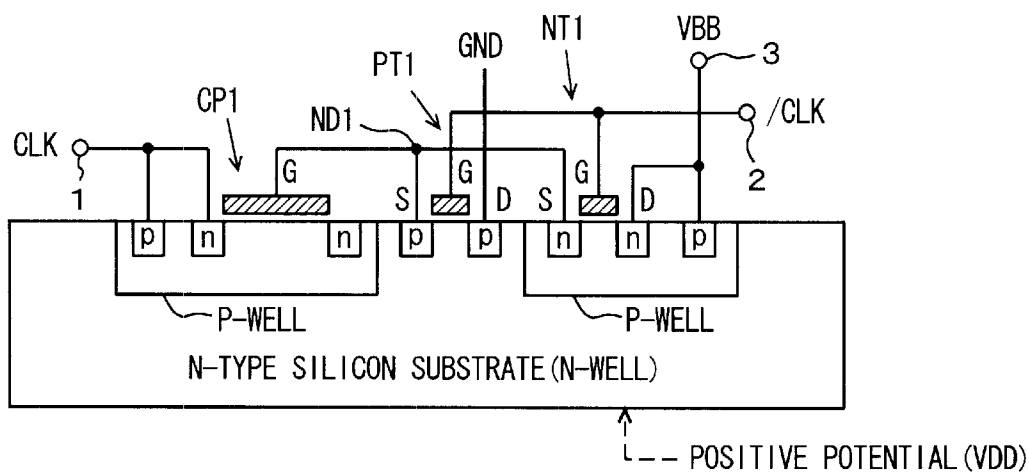 NT1
VBB
GND
3
PT1
CP1
ND1
/CLK
CLK
G
G
G
1
2
S
D
S
D
p
n
n
p
p
n
n
p
P-WELL
P-WELL
N-TYPE SILICON SUBSTRATE(N-WELL)
POSITIVE POTENTIAL(VDD)